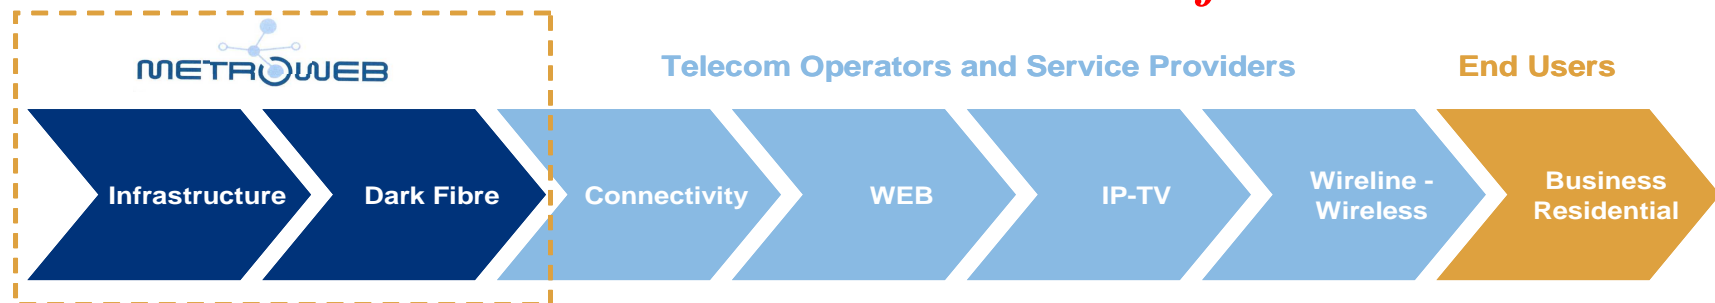 METROWEB
Telecom Operators and Service Providers
End Users
Infrastructure
Dark Fibre
Connectivity
WEB
IP-TV
Wireline -
Wireless
Business
Residential